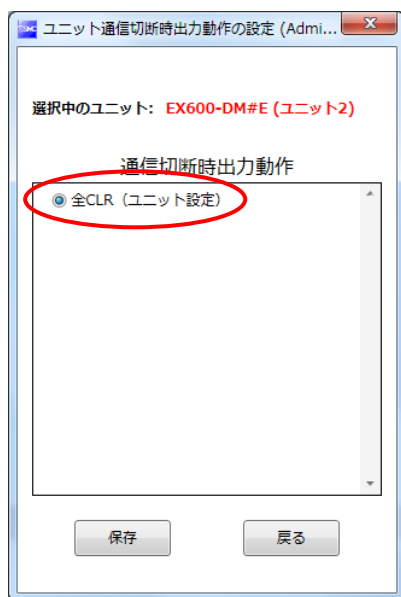 ユニット通信切断時出力動作の設定 (Admi...
選択中のユニット: EX600-DM#E (ユニット2)
通信切断時出力動作
全CLR（ユニット設定）
保存
戻る